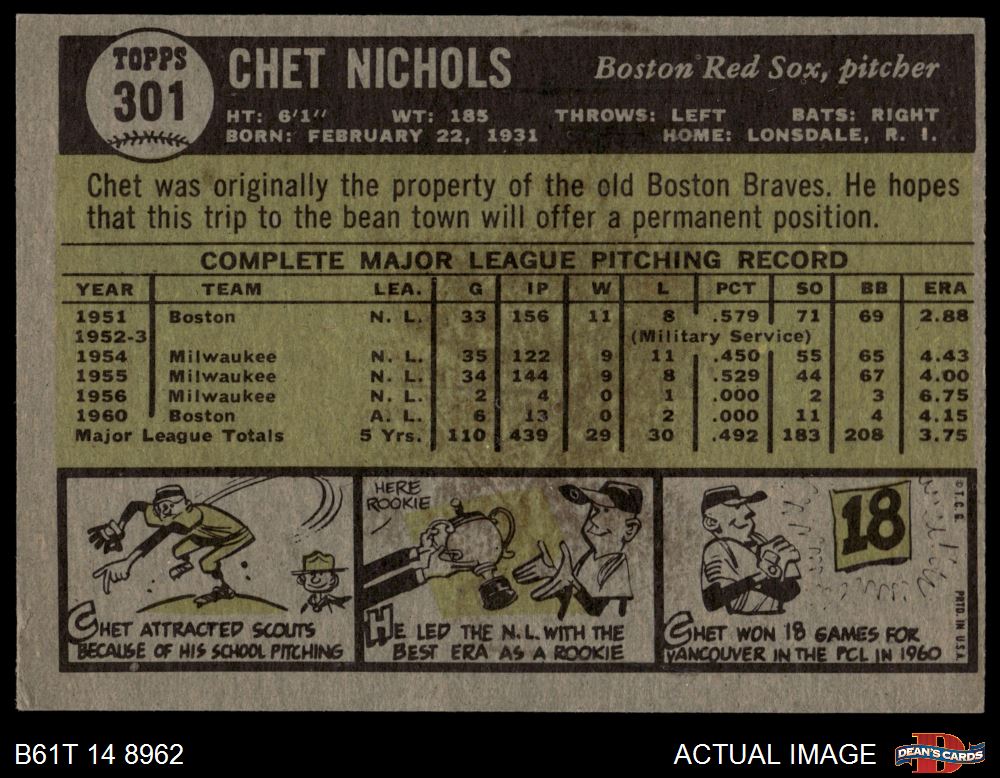 TOPPS
301
CHET NICHOLS
Boston Red Sox, pitcher
HT: 6'1" WT: 185 THROWS: LEFT BATS: RIGHT
BORN: FEBRUARY 22, 1931 HOME: LONSDALE, R. I.
Chet was originally the property of the old Boston Braves. He hopes
that this trip to the bean town will offer a permanent position.
COMPLETE MAJOR LEAGUE PITCHING RECORD
YEAR TEAM LEA. G IP W L PCT SO BB ERA
1951 Boston N. L. 33 156 11 8 .579 71 69 2.88
1952-3 (Military Service)
1954 Milwaukee N. L. 35 122 9 11 .450 55 65 4.43
1955 Milwaukee N. L. 34 144 9 8 .529 44 67 4.00
1956 Milwaukee N. L. 2 4 0 1 .000 2 3 6.75
1960 Boston A. L. 6 13 0 2 .000 11 4 4.15
Major League Totals 5 Yrs. 110 439 29 30 .492 183 208 3.75
CHET ATTRACTED SCOUTS
BECAUSE OF HIS SCHOOL PITCHING
HERE
ROOKIE
HE LED THE N.L. WITH THE
BEST ERA AS A ROOKIE
18
CHET WON 18 GAMES FOR
VANCOUVER IN THE PCL IN 1960
© T.C.G.
PRTD. IN U.S.A.
B61T 14 8962
ACTUAL IMAGE
D
DEAN'S CARDS